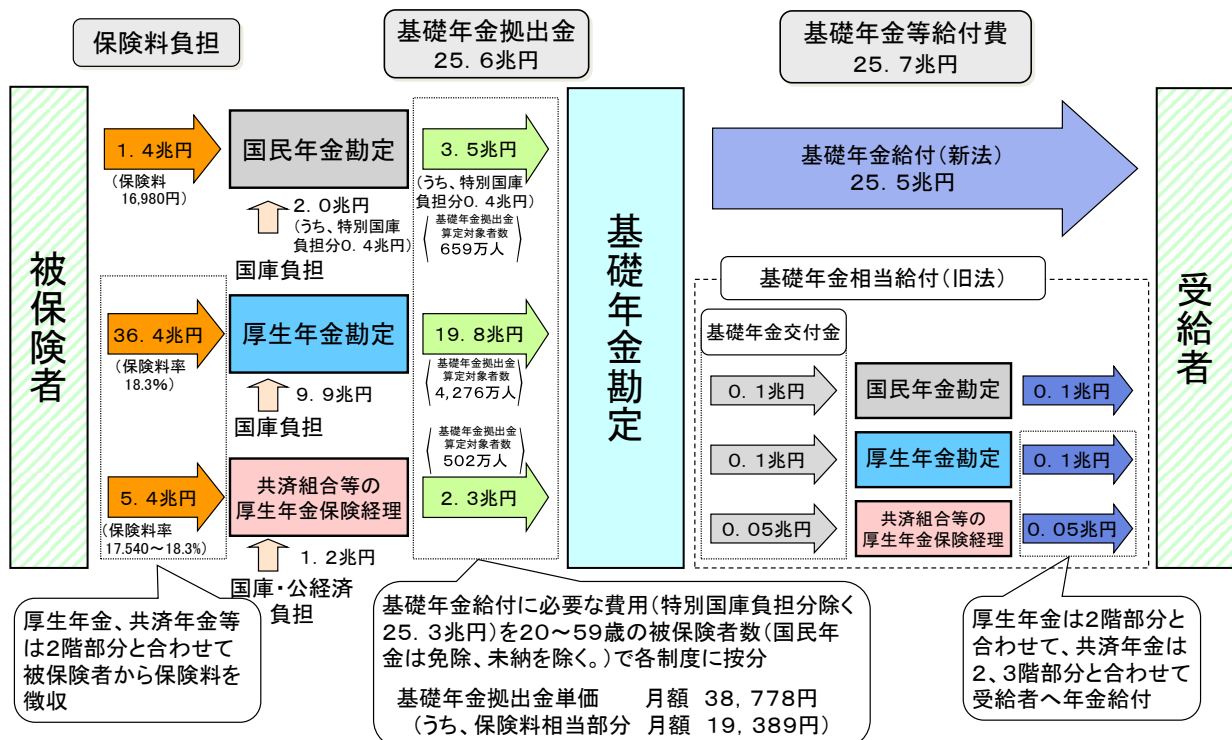 保険料負担
基礎年金拠出金
25．6兆円
基礎年金等給付費
25．7兆円
被保険者
1．4兆円
（保険料
16,980円）
国民年金勘定
2．0兆円
（うち、特別国庫
負担分0．4兆円）
国庫負担
3．5兆円
（うち、特別国庫
負担分0．4兆円）
基礎年金拠出金
算定対象者数
659万人
36．4兆円
（保険料率
18.3%）
厚生年金勘定
9．9兆円
国庫負担
19．8兆円
基礎年金拠出金
算定対象者数
4,276万人
基礎年金拠出金
算定対象者数
502万人
5．4兆円
（保険料率
17.540～18.3%）
共済組合等の
厚生年金保険経理
1．2兆円
国庫・公経済
負担
2．3兆円
基礎年金勘定
基礎年金給付（新法）
25．5兆円
基礎年金相当給付（旧法）
基礎年金交付金
0．1兆円
国民年金勘定
0．1兆円
0．1兆円
厚生年金勘定
0．1兆円
0．05兆円
共済組合等の
厚生年金保険経理
0．05兆円
受給者
厚生年金、共済年金等
は2階部分と合わせて
被保険者から保険料を
徴収
基礎年金給付に必要な費用（特別国庫負担分除く
25．3兆円）を20～59歳の被保険者数（国民年
金は免除、未納を除く。）で各制度に按分
基礎年金拠出金単価　月額 38，778円
（うち、保険料相当部分 月額 19，389円）
厚生年金は2階部分と
合わせて、共済年金は
2、3階部分と合わせて
受給者へ年金給付